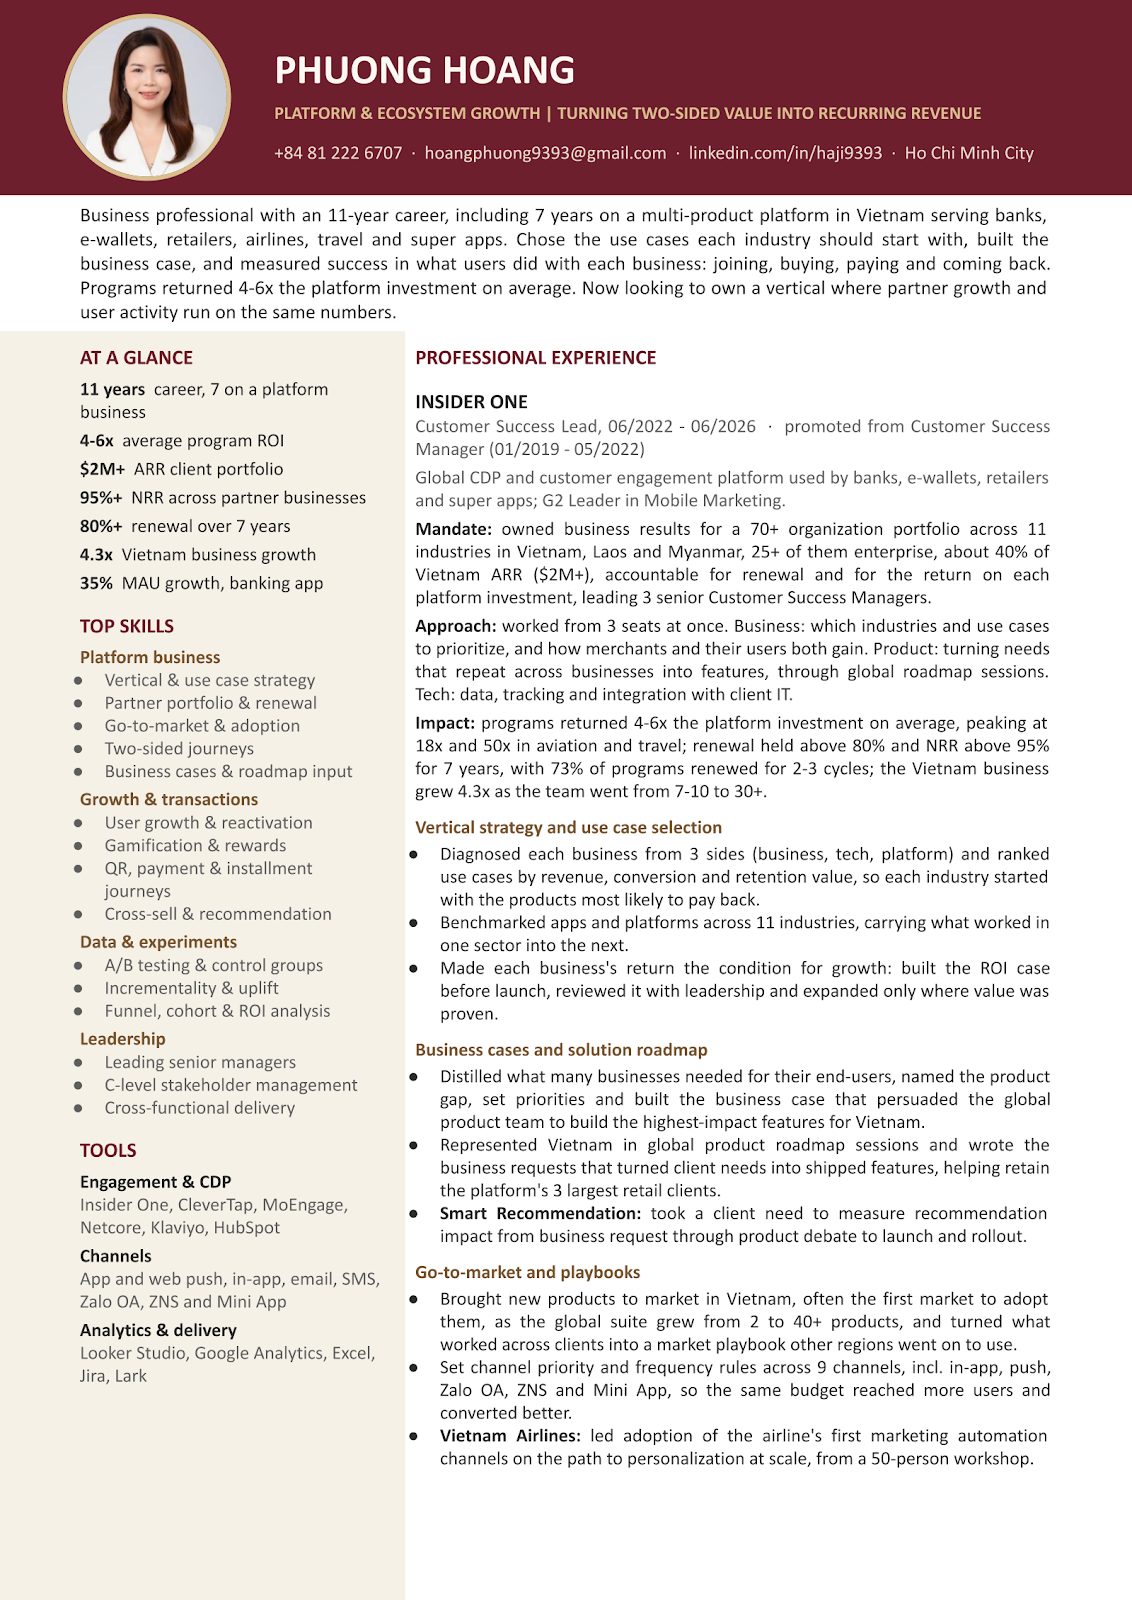 PHUONG HOANG
PLATFORM & ECOSYSTEM GROWTH | TURNING TWO-SIDED VALUE INTO RECURRING REVENUE
+84 81 222 6707 · hoangphuong9393@gmail.com · linkedin.com/in/haji9393 · Ho Chi Minh City
Business professional with an 11-year career, including 7 years on a multi-product platform in Vietnam serving banks,
e-wallets, retailers, airlines, travel and super apps. Chose the use cases each industry should start with, built the
business case, and measured success in what users did with each business: joining, buying, paying and coming back.
Programs returned 4-6x the platform investment on average. Now looking to own a vertical where partner growth and
user activity run on the same numbers.
AT A GLANCE
11 years career, 7 on a platform
business
4-6x average program ROI
$2M+ ARR client portfolio
95%+ NRR across partner businesses
80%+ renewal over 7 years
4.3x Vietnam business growth
35% MAU growth, banking app
TOP SKILLS
Platform business
● Vertical & use case strategy
● Partner portfolio & renewal
● Go-to-market & adoption
● Two-sided journeys
● Business cases & roadmap input
Growth & transactions
● User growth & reactivation
● Gamification & rewards
● QR, payment & installment
journeys
● Cross-sell & recommendation
Data & experiments
● A/B testing & control groups
● Incrementality & uplift
● Funnel, cohort & ROI analysis
Leadership
● Leading senior managers
● C-level stakeholder management
● Cross-functional delivery
TOOLS
Engagement & CDP
Insider One, CleverTap, MoEngage,
Netcore, Klaviyo, HubSpot
Channels
App and web push, in-app, email, SMS,
Zalo OA, ZNS and Mini App
Analytics & delivery
Looker Studio, Google Analytics, Excel,
Jira, Lark
PROFESSIONAL EXPERIENCE
INSIDER ONE
Customer Success Lead, 06/2022 - 06/2026 · promoted from Customer Success
Manager (01/2019 - 05/2022)
Global CDP and customer engagement platform used by banks, e-wallets, retailers
and super apps; G2 Leader in Mobile Marketing.
Mandate: owned business results for a 70+ organization portfolio across 11
industries in Vietnam, Laos and Myanmar, 25+ of them enterprise, about 40% of
Vietnam ARR ($2M+), accountable for renewal and for the return on each
platform investment, leading 3 senior Customer Success Managers.
Approach: worked from 3 seats at once. Business: which industries and use cases
to prioritize, and how merchants and their users both gain. Product: turning needs
that repeat across businesses into features, through global roadmap sessions.
Tech: data, tracking and integration with client IT.
Impact: programs returned 4-6x the platform investment on average, peaking at
18x and 50x in aviation and travel; renewal held above 80% and NRR above 95%
for 7 years, with 73% of programs renewed for 2-3 cycles; the Vietnam business
grew 4.3x as the team went from 7-10 to 30+.
Vertical strategy and use case selection
● Diagnosed each business from 3 sides (business, tech, platform) and ranked
use cases by revenue, conversion and retention value, so each industry started
with the products most likely to pay back.
● Benchmarked apps and platforms across 11 industries, carrying what worked in
one sector into the next.
● Made each business's return the condition for growth: built the ROI case
before launch, reviewed it with leadership and expanded only where value was
proven.
Business cases and solution roadmap
● Distilled what many businesses needed for their end-users, named the product
gap, set priorities and built the business case that persuaded the global
product team to build the highest-impact features for Vietnam.
● Represented Vietnam in global product roadmap sessions and wrote the
business requests that turned client needs into shipped features, helping retain
the platform's 3 largest retail clients.
● Smart Recommendation: took a client need to measure recommendation
impact from business request through product debate to launch and rollout.
Go-to-market and playbooks
● Brought new products to market in Vietnam, often the first market to adopt
them, as the global suite grew from 2 to 40+ products, and turned what
worked across clients into a market playbook other regions went on to use.
● Set channel priority and frequency rules across 9 channels, incl. in-app, push,
Zalo OA, ZNS and Mini App, so the same budget reached more users and
converted better.
● Vietnam Airlines: led adoption of the airline's first marketing automation
channels on the path to personalization at scale, from a 50-person workshop.